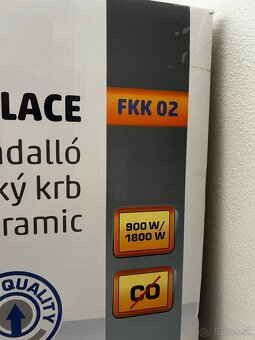 LACE
FKK 02
ndalló
ký krb
ramic
900 W/
1800 W
CO
QUALITY